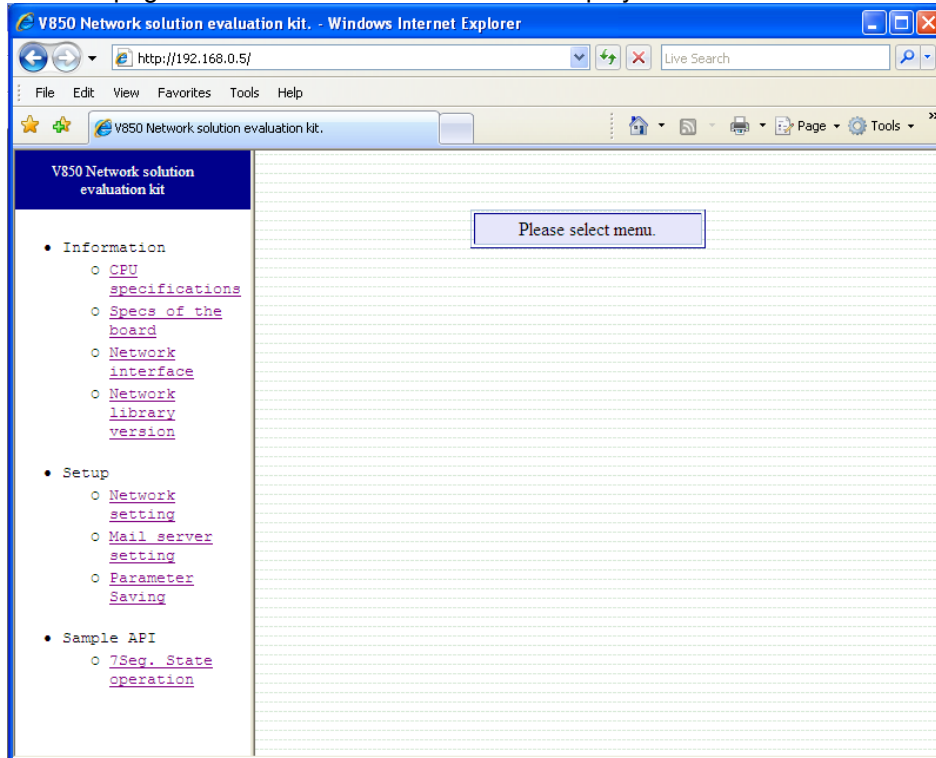 V850 Network solution evaluation kit. - Windows Internet Explorer
http://192.168.0.5/
Live Search
File Edit View Favorites Tools Help
V850 Network solution evaluation kit.
Page Tools »
V850 Network solution
evaluation kit
Please select menu.
Information
CPU
specifications
Specs of the
board
Network
interface
Network
library
version
Setup
Network
setting
Mail server
setting
Parameter
Saving
Sample API
7Seg. State
operation